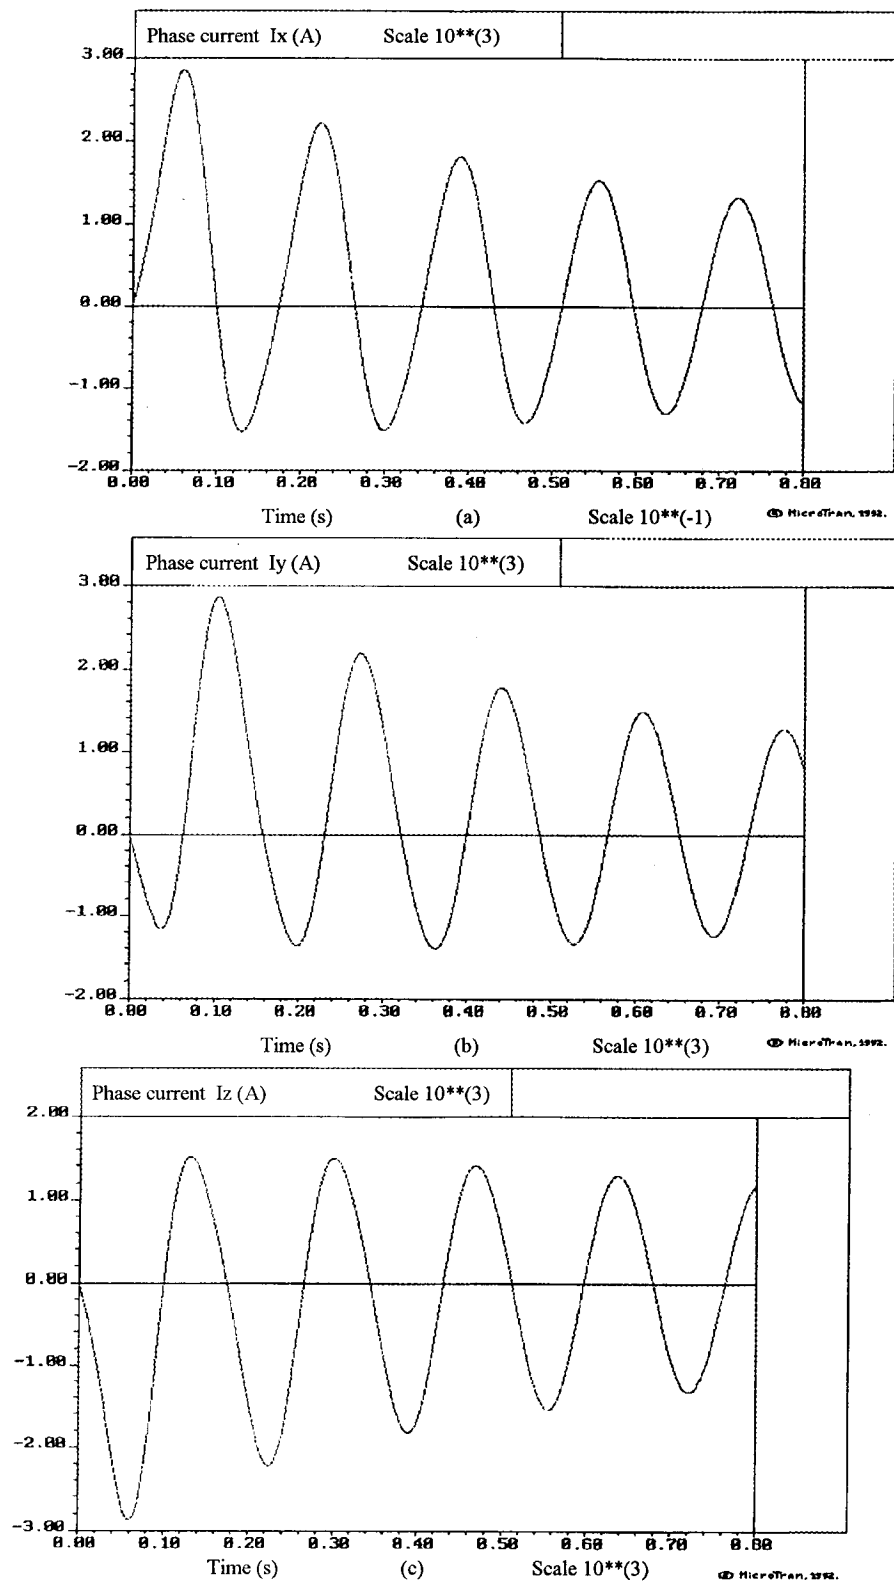 Phase current Ix (A) Scale 10**(3)
3.00
2.00
1.00
0.00
-1.00
-2.00
0.00 0.10 0.20 0.30 0.40 0.50 0.60 0.70 0.80
Time (s) (a) Scale 10**(-1) © MicroTran, 1992.
Phase current Iy (A) Scale 10**(3)
3.00
2.00
1.00
0.00
-1.00
-2.00
0.00 0.10 0.20 0.30 0.40 0.50 0.60 0.70 0.80
Time (s) (b) Scale 10**(3) © MicroTran, 1992.
Phase current Iz (A) Scale 10**(3)
2.00
1.00
0.00
-1.00
-2.00
-3.00
0.00 0.10 0.20 0.30 0.40 0.50 0.60 0.70 0.80
Time (s) (c) Scale 10**(3) © MicroTran, 1992.